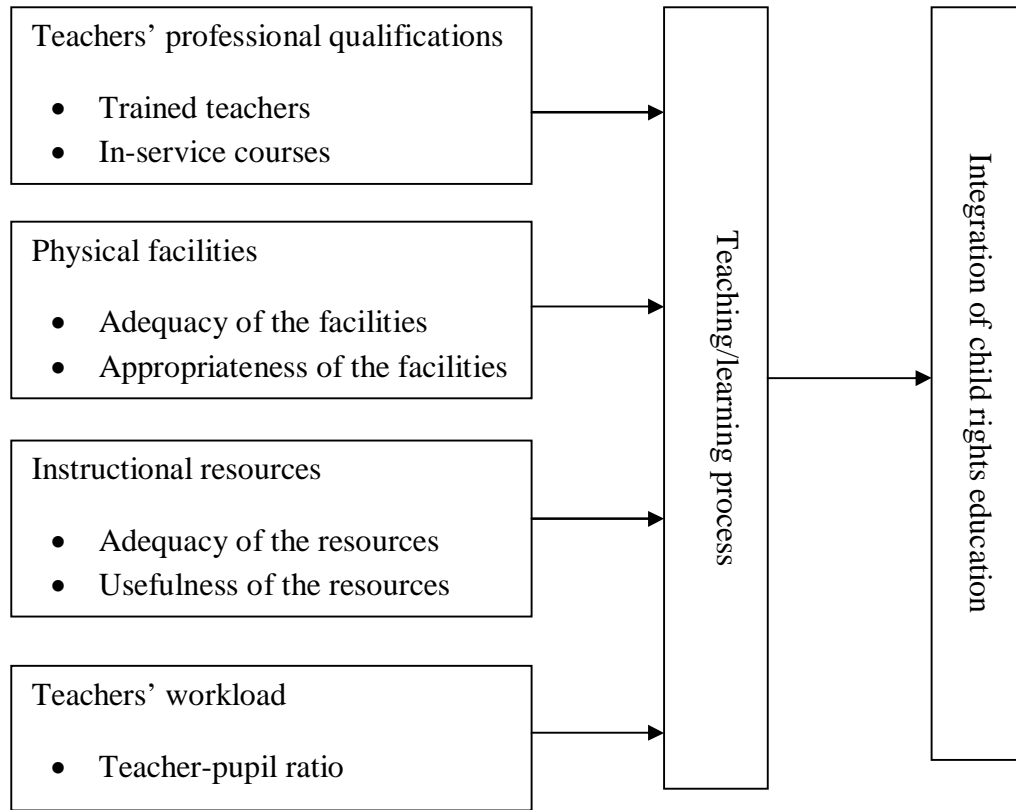 Teachers’ professional qualifications
• Trained teachers
• In-service courses
Physical facilities
• Adequacy of the facilities
• Appropriateness of the facilities
Instructional resources
• Adequacy of the resources
• Usefulness of the resources
Teachers’ workload
• Teacher-pupil ratio
Teaching/learning process
Integration of child rights education